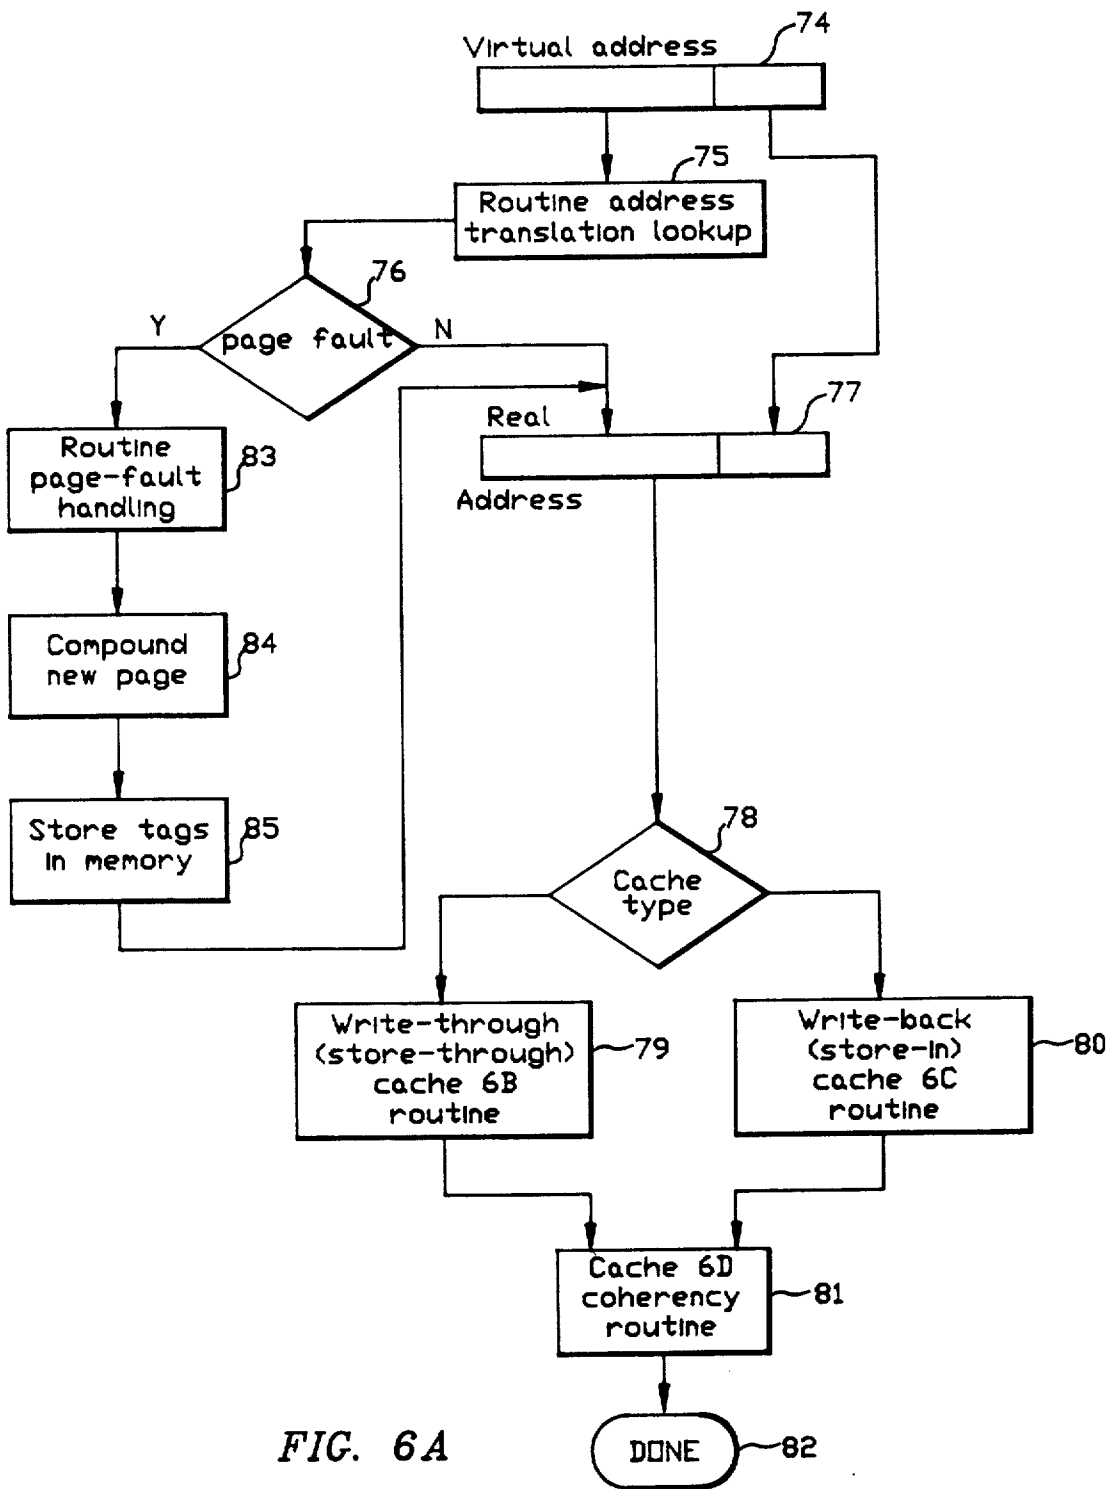 74
Virtual address
75
Routine address
translation lookup
76
Y
page fault
N
77
Real
Address
Routine
page-fault
handling
83
Compound
new page
84
Store tags
in memory
85
78
Cache
type
Write-through
(store-through)
cache 6B
routine
79
Write-back
(store-in)
cache 6C
routine
80
Cache 6D
coherency
routine
81
DONE
82
FIG. 6A